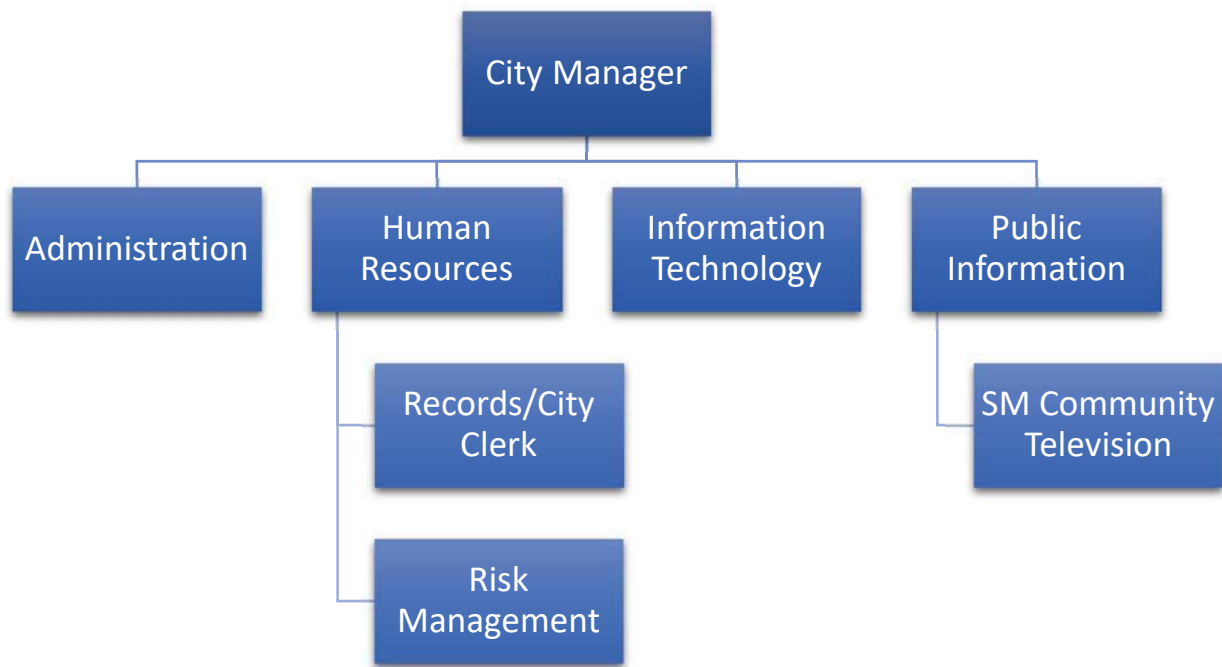 City Manager
Administration
Human
Resources
Information
Technology
Public
Information
Records/City
Clerk
SM Community
Television
Risk
Management